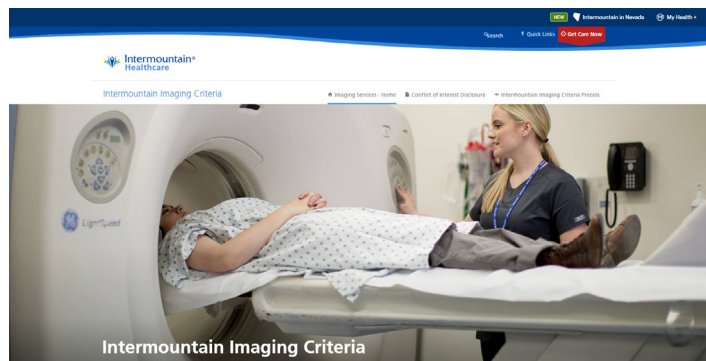 NEW Intermountain in Nevada My Health +
Search Quick Links Get Care Now
Intermountain®
Healthcare
Intermountain Imaging Criteria
Imaging Services - Home Conflict of Interest Disclosure Intermountain Imaging Criteria Process
GE LightSpeed
Intermountain Imaging Criteria